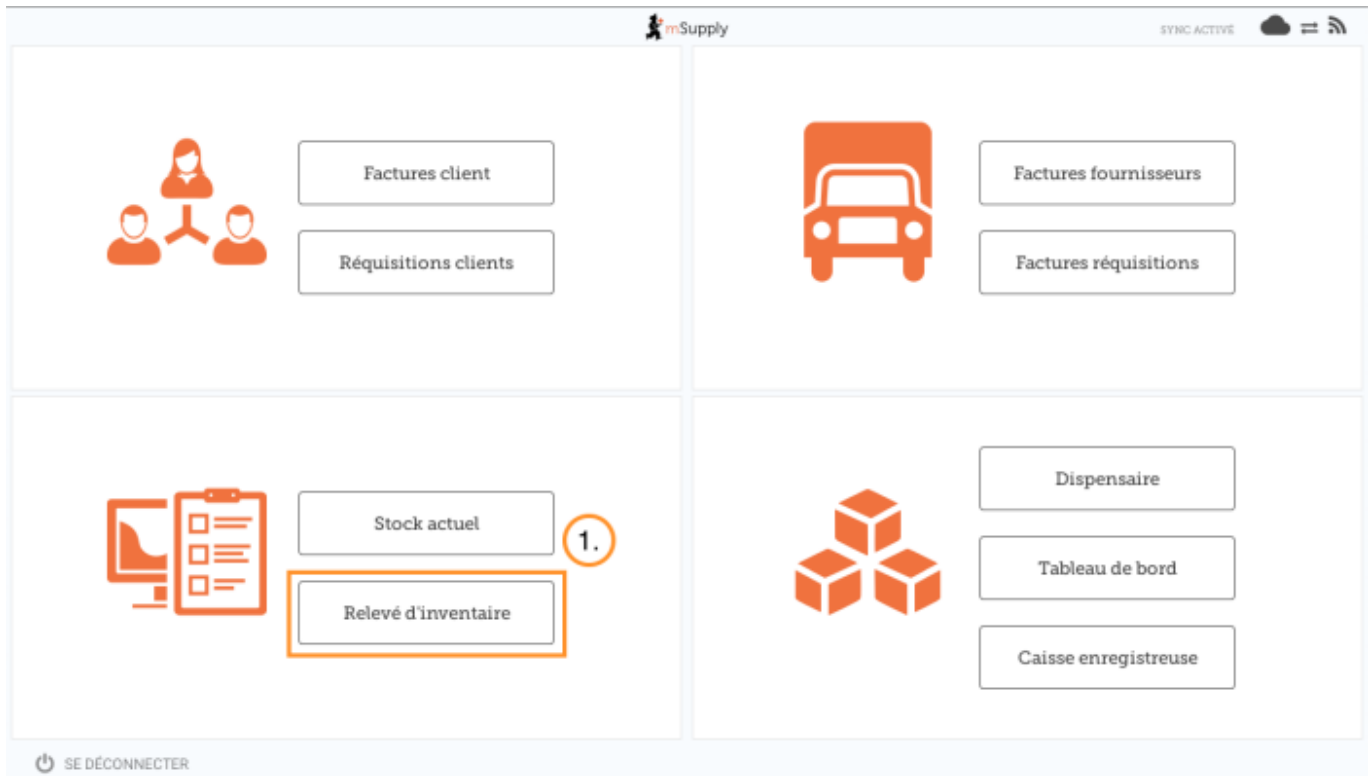 mSupply
SYNC ACTIVÉ
Factures client
Réquisitions clients
Factures fournisseurs
Factures réquisitions
Stock actuel
1.
Relevé d'inventaire
Dispensaire
Tableau de bord
Caisse enregistreuse
SE DÉCONNECTER